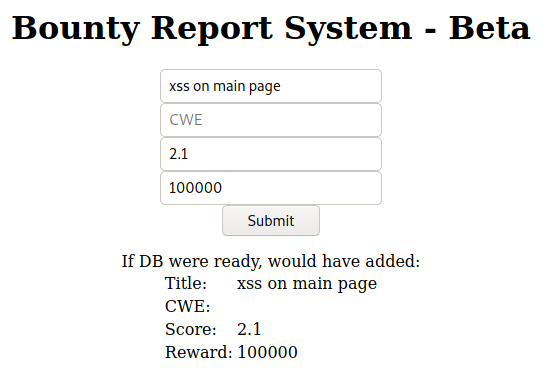 Bounty Report System - Beta
xss on main page
CWE
2.1
100000
Submit
If DB were ready, would have added:
Title: xss on main page
CWE:
Score: 2.1
Reward: 100000